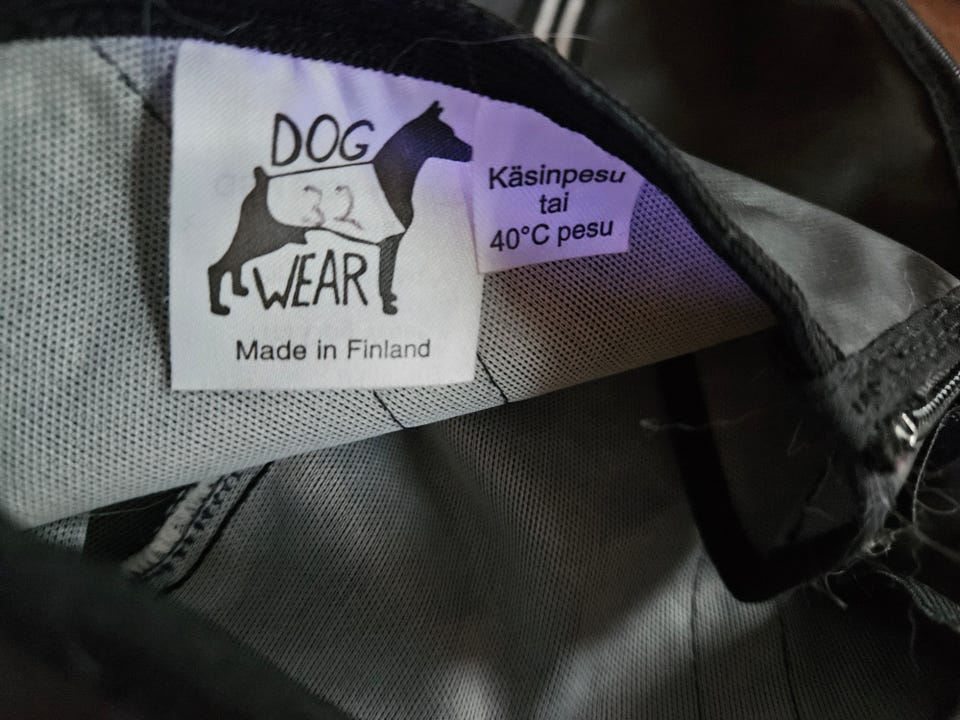 DOG
32
WEAR
Made in Finland
Käsinpesu
tai
40°C pesu